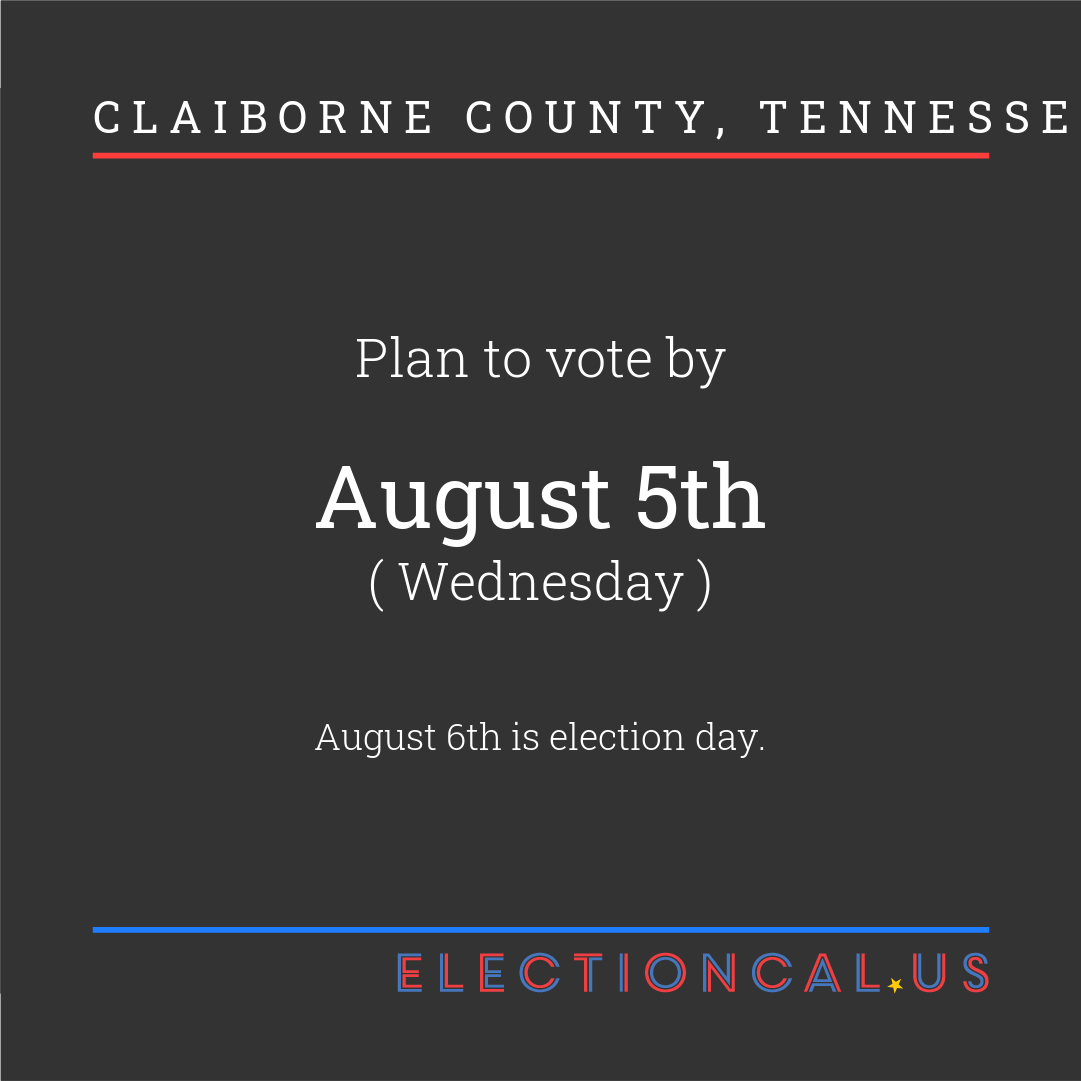 CLAIBORNE COUNTY, TENNESSE
Plan to vote by
August 5th
( Wednesday )
August 6th is election day.
ELECTIONCAL.US